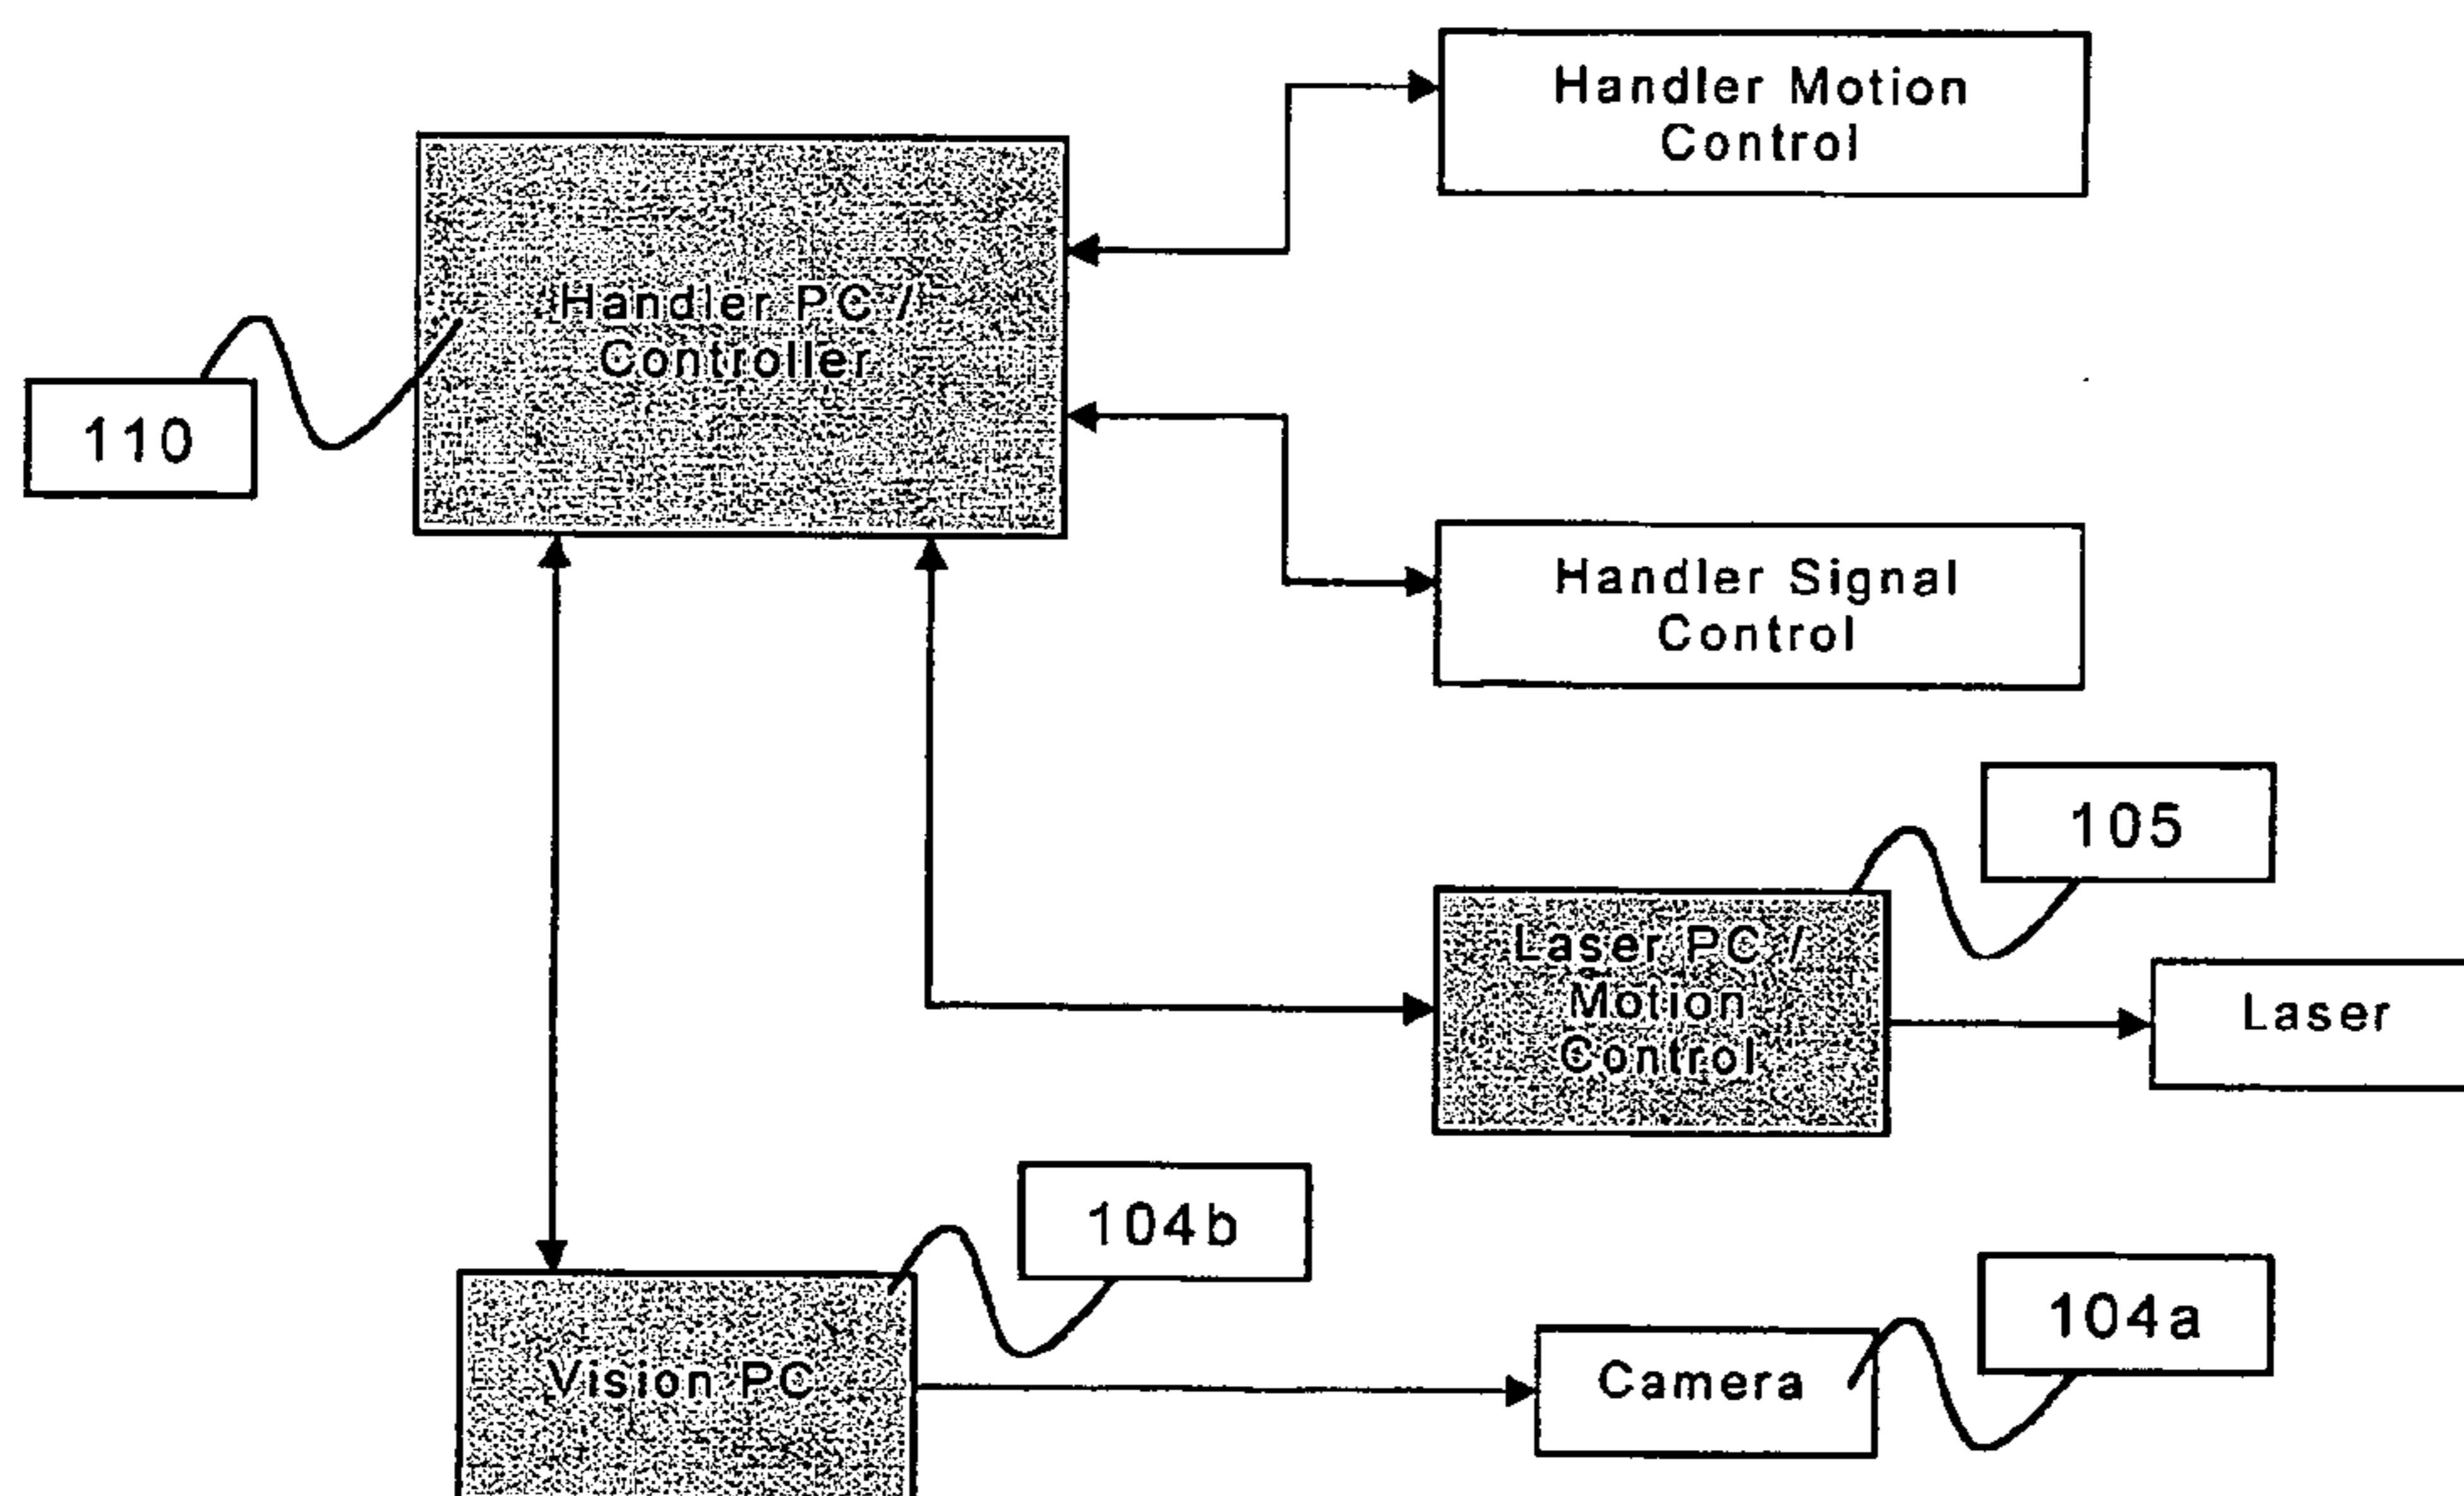 Handler Motion
Control
Handler PC /
Controller
110
Handler Signal
Control
105
Laser PC /
Motion
Control
Laser
104b
104a
Vision PC
Camera